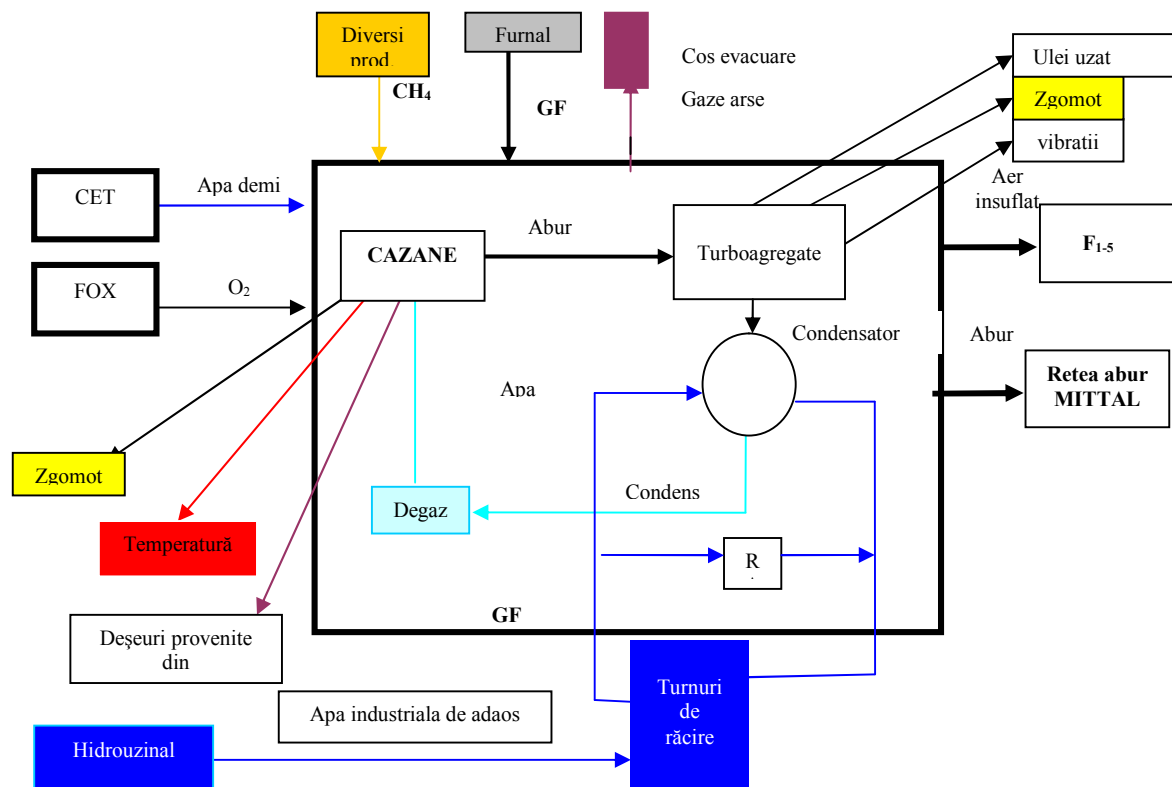 Diversi
prod.
Furnal
Cos evacuare
Gaze arse
Ulei uzat
Zgomot
vibratii
CH₄
GF
CET
Apa demi
FOX
O₂
CAZANE
Abur
Turboagregate
Aer
insuflat
F₁₋₅
Condensator
Abur
Retea abur
MITTAL
Apa
Zgomot
Degaz
Condens
Temperatură
R
.
GF
Deşeuri provenite
din
Turnuri
de
răcire
Apa industriala de adaos
Hidrouzinal